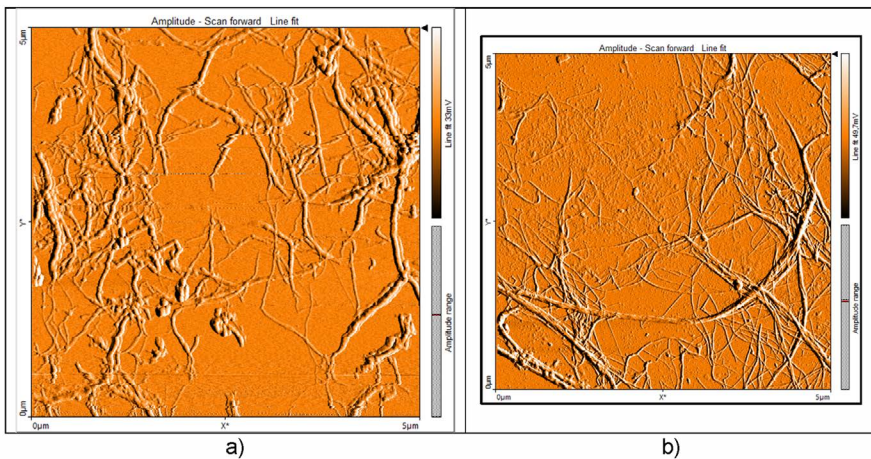 Amplitude - Scan forward Line fit
5µm
Y*
0µm
0µm
X*
5µm
Line fit 33mV
Amplitude range
a)
Amplitude - Scan forward Line fit
5µm
Y*
0µm
0µm
X*
5µm
Line fit 49,7mV
Amplitude range
b)